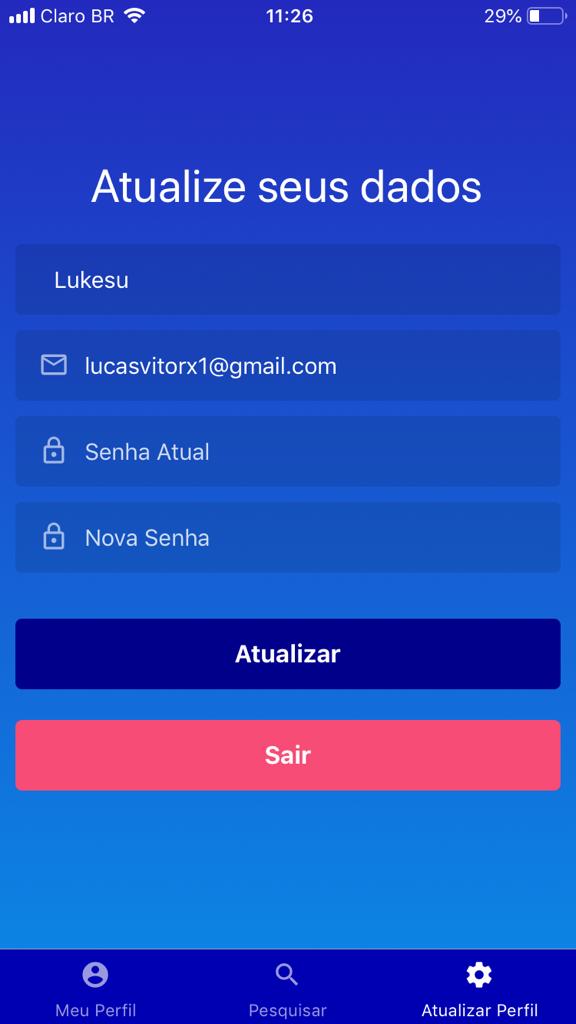 Claro BR 11:26 29%
Atualize seus dados
Lukesu
lucasvitorx1@gmail.com
Senha Atual
Nova Senha
Atualizar
Sair
Meu Perfil Pesquisar Atualizar Perfil